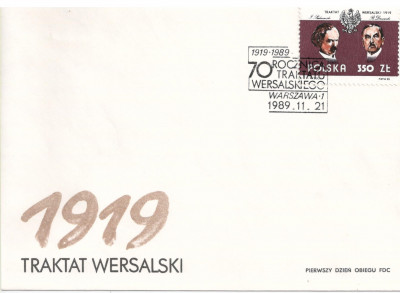 TRAKTAT WERSALSKI 1919
POLSKA 350 ZŁ
1919-1989
70 ROCZNICA
TRAKTATU
WERSALSKIEGO
WARSZAWA·1
1989.11.21
1919
TRAKTAT WERSALSKI
PIERWSZY DZIEŃ OBIEGU FDC